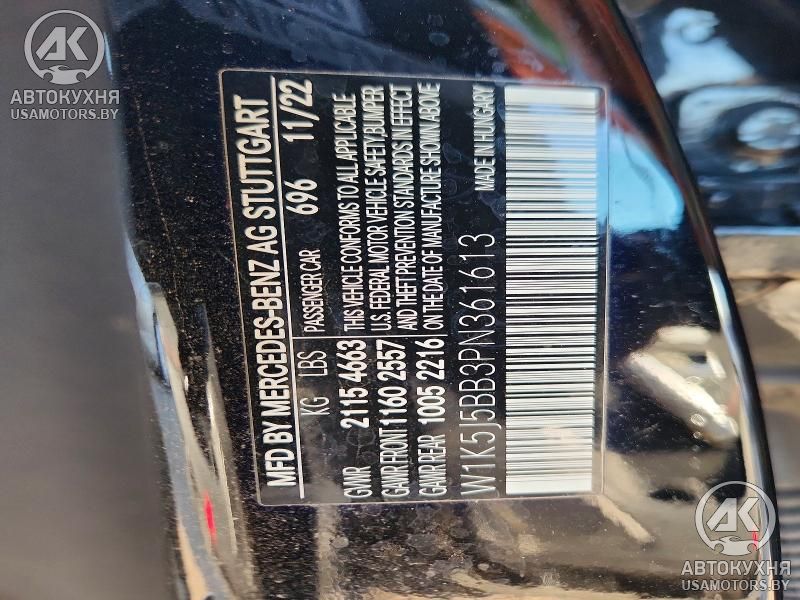 AK
АВТОКУХНЯ
USAMOTORS.BY
MFD BY MERCEDES-BENZ AG STUTTGART
696 11/22
KG LBS PASSENGER CAR
GVWR 2115 4663
GAWR FRONT 1160 2557
GAWR REAR 1005 2216
THIS VEHICLE CONFORMS TO ALL APPLICABLE
U.S. FEDERAL MOTOR VEHICLE SAFETY,BUMPER
AND THEFT PREVENTION STANDARDS IN EFFECT
ON THE DATE OF MANUFACTURE SHOWN ABOVE
W1K5J5BB3PN361613 MADE IN HUNGARY
AK
АВТОКУХНЯ
USAMOTORS.BY